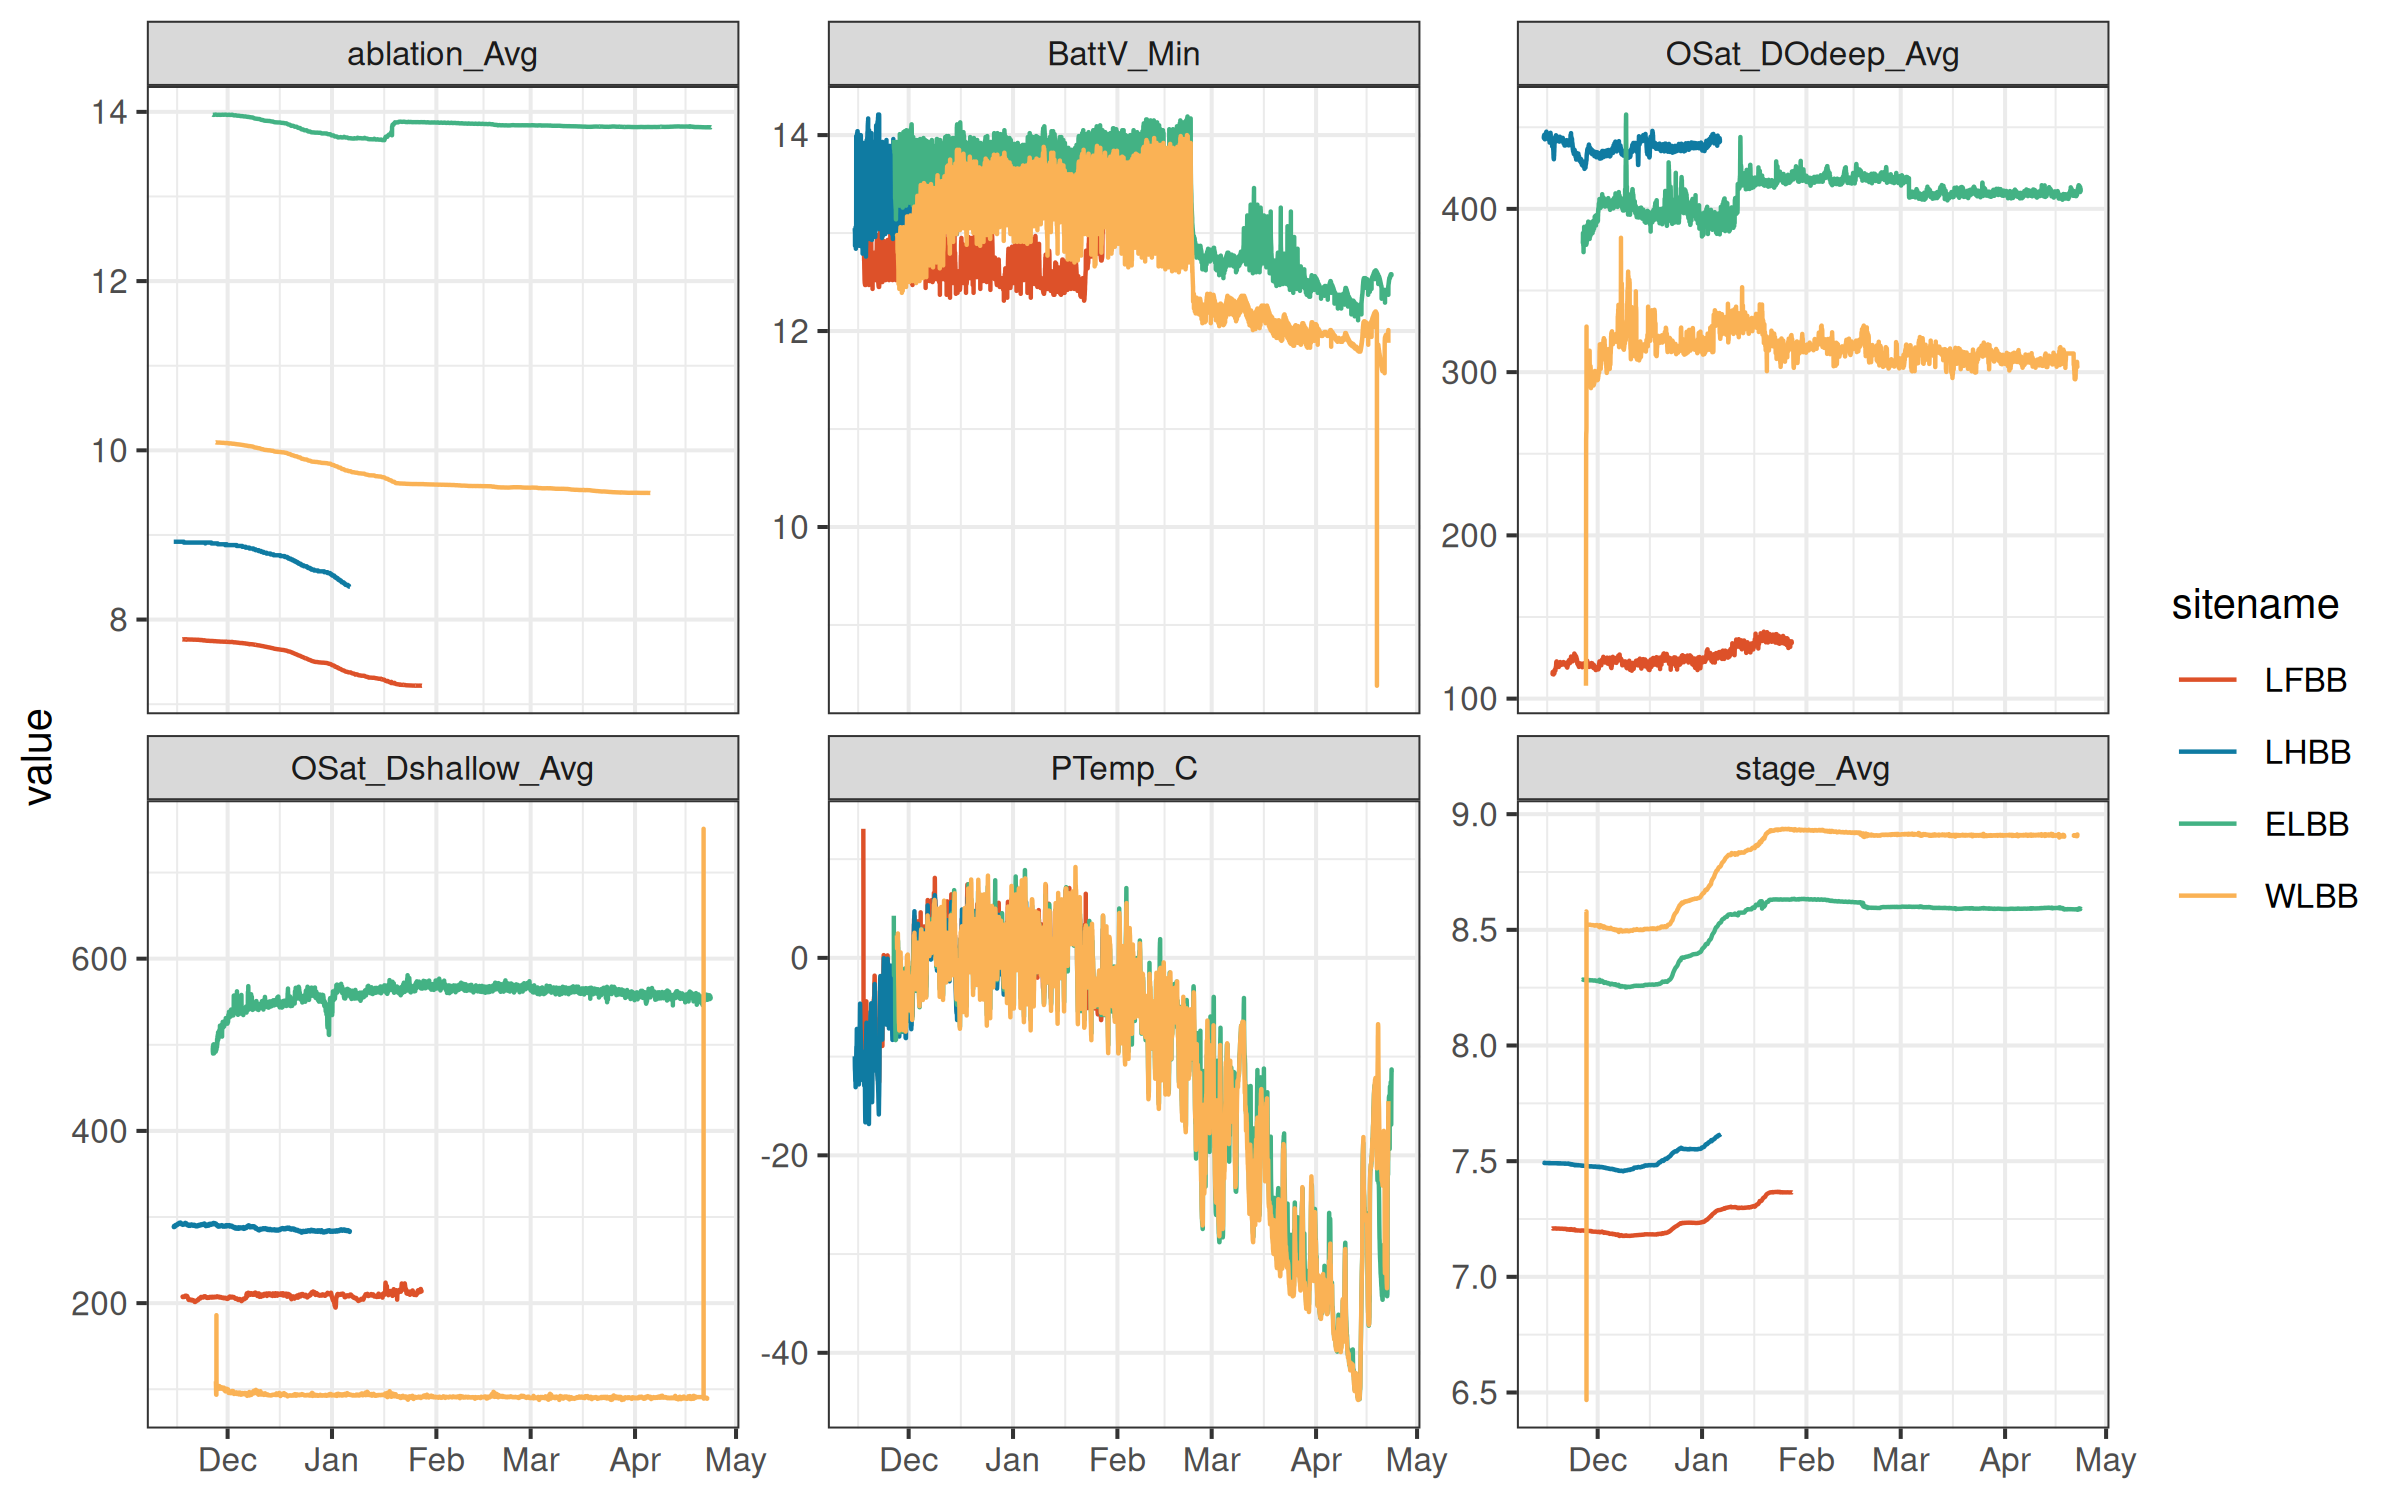 ablation_Avg
BattV_Min
OSat_DOdeep_Avg
14
12
10
8
14
12
10
400
300
200
100
value
OSat_Dshallow_Avg
PTemp_C
stage_Avg
600
400
200
0
-20
-40
9.0
8.5
8.0
7.5
7.0
6.5
Dec Jan Feb Mar Apr May
Dec Jan Feb Mar Apr May
Dec Jan Feb Mar Apr May
sitename
LFBB
LHBB
ELBB
WLBB